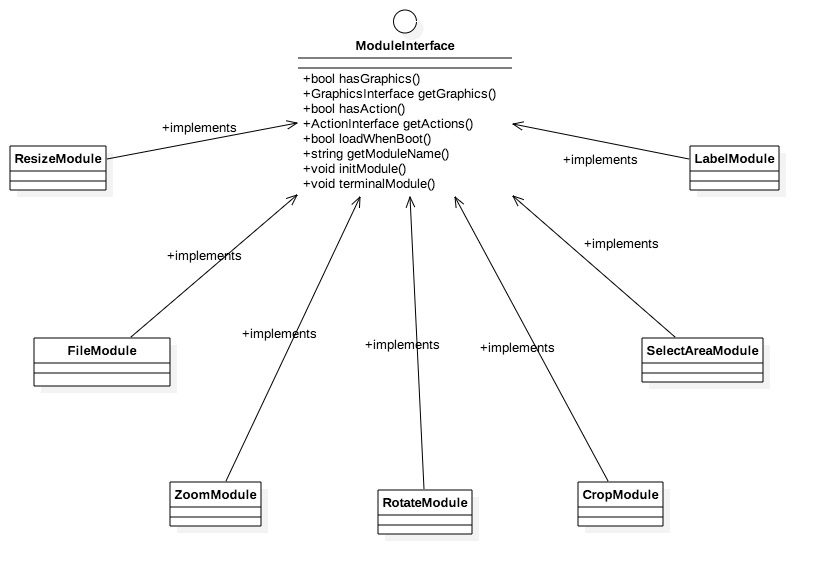 ModuleInterface
+bool hasGraphics()
+GraphicsInterface getGraphics()
+bool hasAction()
+ActionInterface getActions()
+bool loadWhenBoot()
+string getModuleName()
+void initModule()
+void terminalModule()
+implements
ResizeModule
+implements
LabelModule
+implements
FileModule
+implements
SelectAreaModule
+implements
ZoomModule
+implements
RotateModule
+implements
CropModule